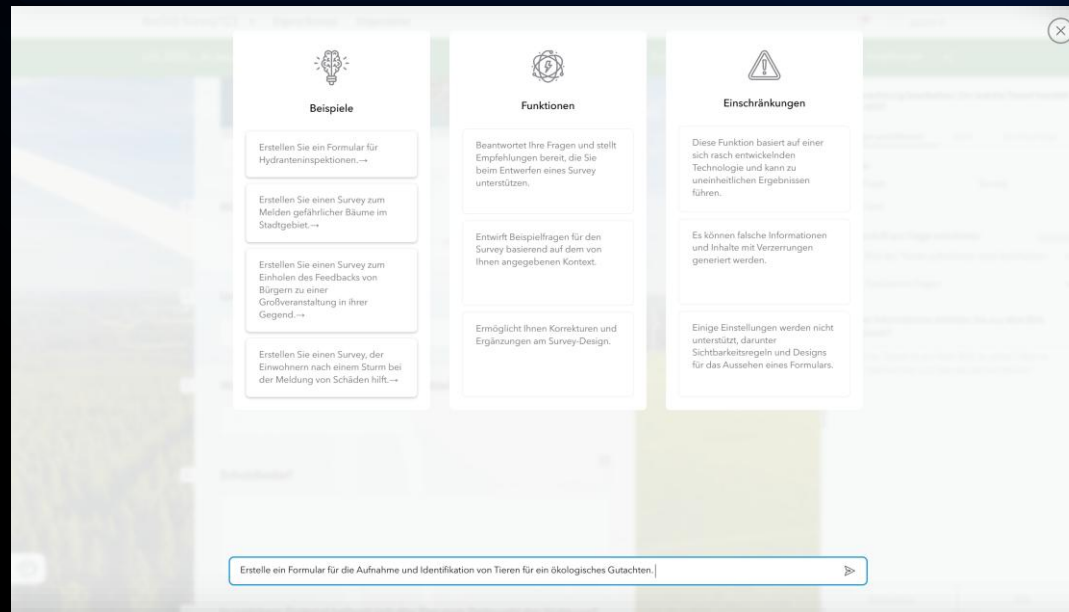 Beispiele
Erstellen Sie ein Formular für
Hydranteninspektionen.→
Erstellen Sie einen Survey zum
Melden gefährlicher Bäume im
Stadtgebiet.→
Erstellen Sie einen Survey zum
Einholen des Feedbacks von
Bürgern zu einer
Großveranstaltung in ihrer
Gegend.→
Erstellen Sie einen Survey, der
Einwohnern nach einem Sturm bei
der Meldung von Schäden hilft.→
Funktionen
Beantwortet Ihre Fragen und stellt
Empfehlungen bereit, die Sie
beim Entwerfen eines Survey
unterstützen.
Entwirft Beispielfragen für den
Survey basierend auf dem von
Ihnen angegebenen Kontext.
Ermöglicht Ihnen Korrekturen und
Ergänzungen am Survey-Design.
Einschränkungen
Diese Funktion basiert auf einer
sich rasch entwickelnden
Technologie und kann zu
uneinheitlichen Ergebnissen
führen.
Es können falsche Informationen
und Inhalte mit Verzerrungen
generiert werden.
Einige Einstellungen werden nicht
unterstützt, darunter
Sichtbarkeitsregeln und Designs
für das Aussehen eines Formulars.
Erstelle ein Formular für die Aufnahme und Identifikation von Tieren für ein ökologisches Gutachten.